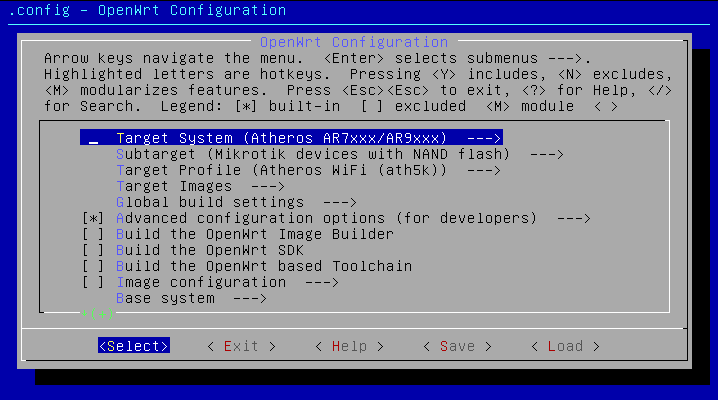 .config - OpenWrt Configuration
OpenWrt Configuration
Arrow keys navigate the menu.  <Enter> selects submenus --->.
Highlighted letters are hotkeys.  Pressing <Y> includes, <N> excludes,
<M> modularizes features.  Press <Esc><Esc> to exit, <?> for Help, </>
for Search.  Legend: [*] built-in  [ ] excluded  <M> module  < >
Target System (Atheros AR7xxx/AR9xxx)  --->
Subtarget (Mikrotik devices with NAND flash)  --->
Target Profile (Atheros WiFi (ath5k))  --->
Target Images  --->
Global build settings  --->
[*] Advanced configuration options (for developers)  --->
[ ] Build the OpenWrt Image Builder
[ ] Build the OpenWrt SDK
[ ] Build the OpenWrt based Toolchain
[ ] Image configuration  --->
Base system  --->
<Select>    < Exit >    < Help >    < Save >    < Load >